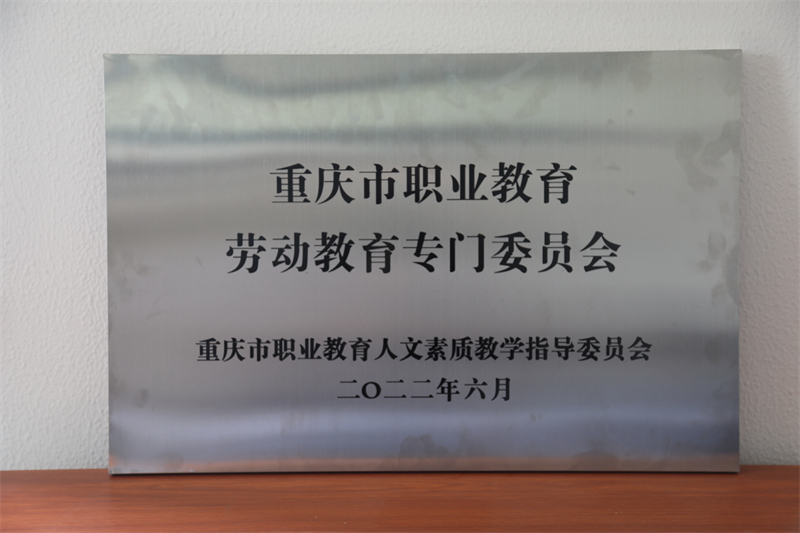 重庆市职业教育
劳动教育专门委员会
重庆市职业教育人文素质教学指导委员会
二〇二二年六月